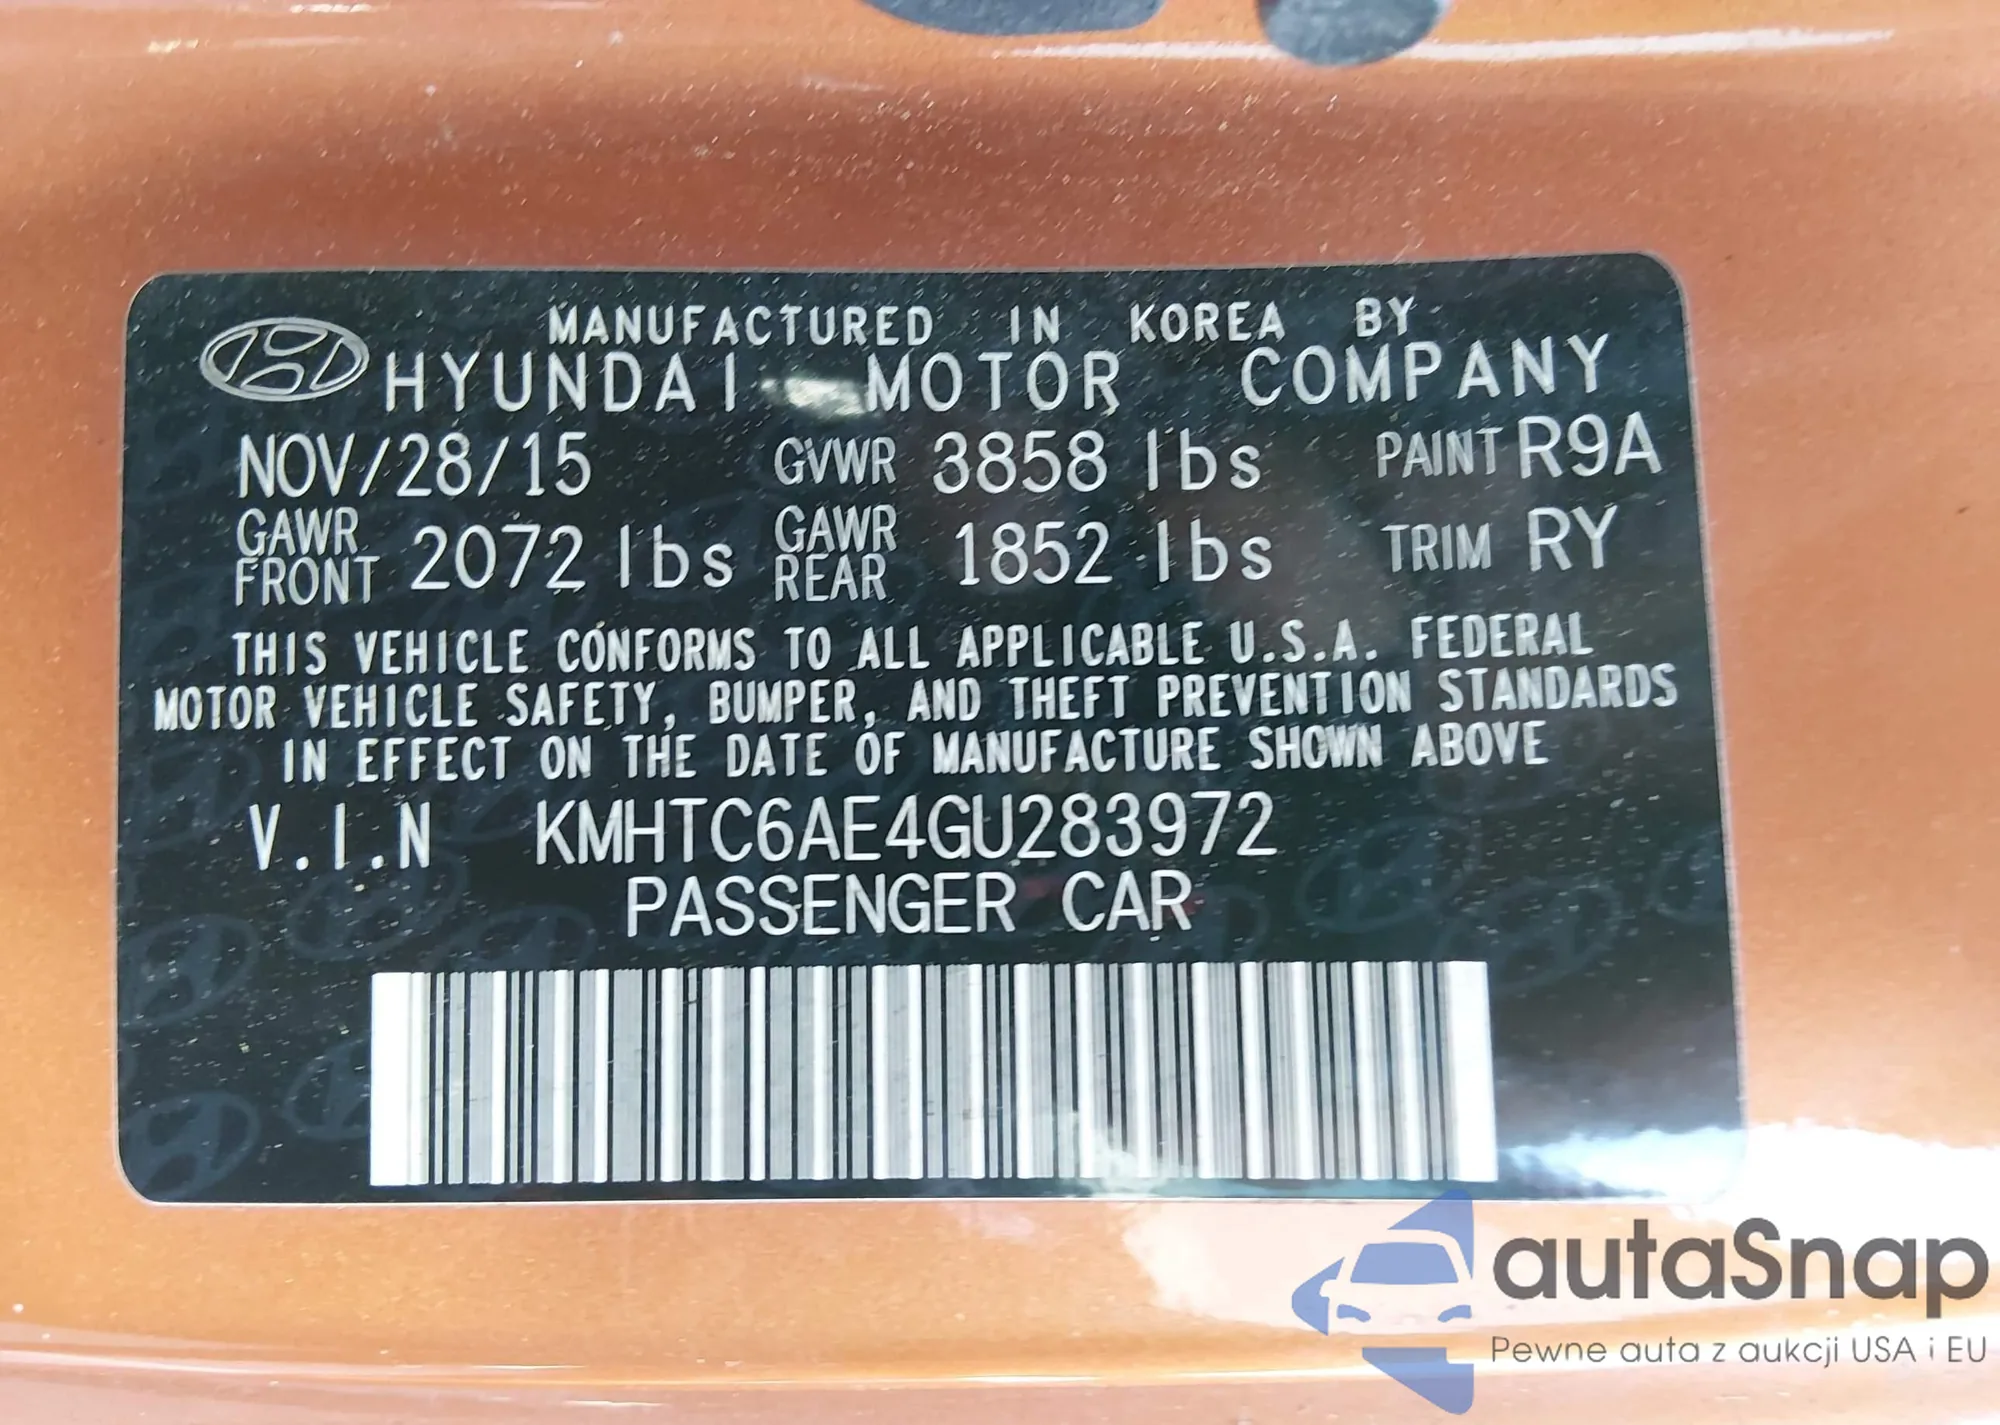 MANUFACTURED IN KOREA BY
HYUNDAI MOTOR COMPANY
NOV/28/15 GVWR 3858 lbs PAINT R9A
GAWR FRONT 2072 lbs GAWR REAR 1852 lbs TRIM RY
THIS VEHICLE CONFORMS TO ALL APPLICABLE U.S.A. FEDERAL
MOTOR VEHICLE SAFETY, BUMPER, AND THEFT PREVENTION STANDARDS
IN EFFECT ON THE DATE OF MANUFACTURE SHOWN ABOVE
V.I.N KMHTC6AE4GU283972
PASSENGER CAR
autaSnap
Pewne auta z aukcji USA i EU